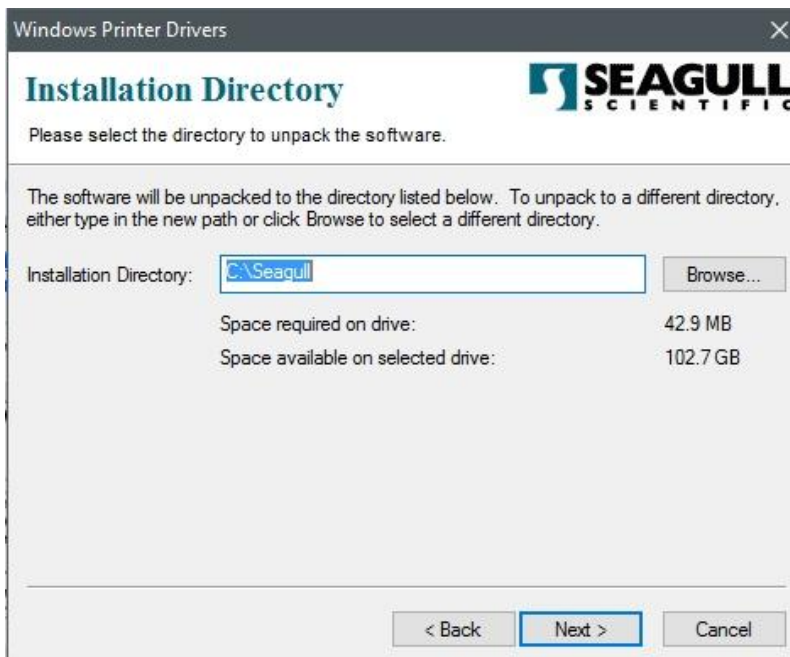 Windows Printer Drivers
Installation Directory
SEAGULL
SCIENTIFIC
Please select the directory to unpack the software.
The software will be unpacked to the directory listed below. To unpack to a different directory,
either type in the new path or click Browse to select a different directory.
Installation Directory: C:\Seagull Browse...
Space required on drive: 42.9 MB
Space available on selected drive: 102.7 GB
< Back Next > Cancel